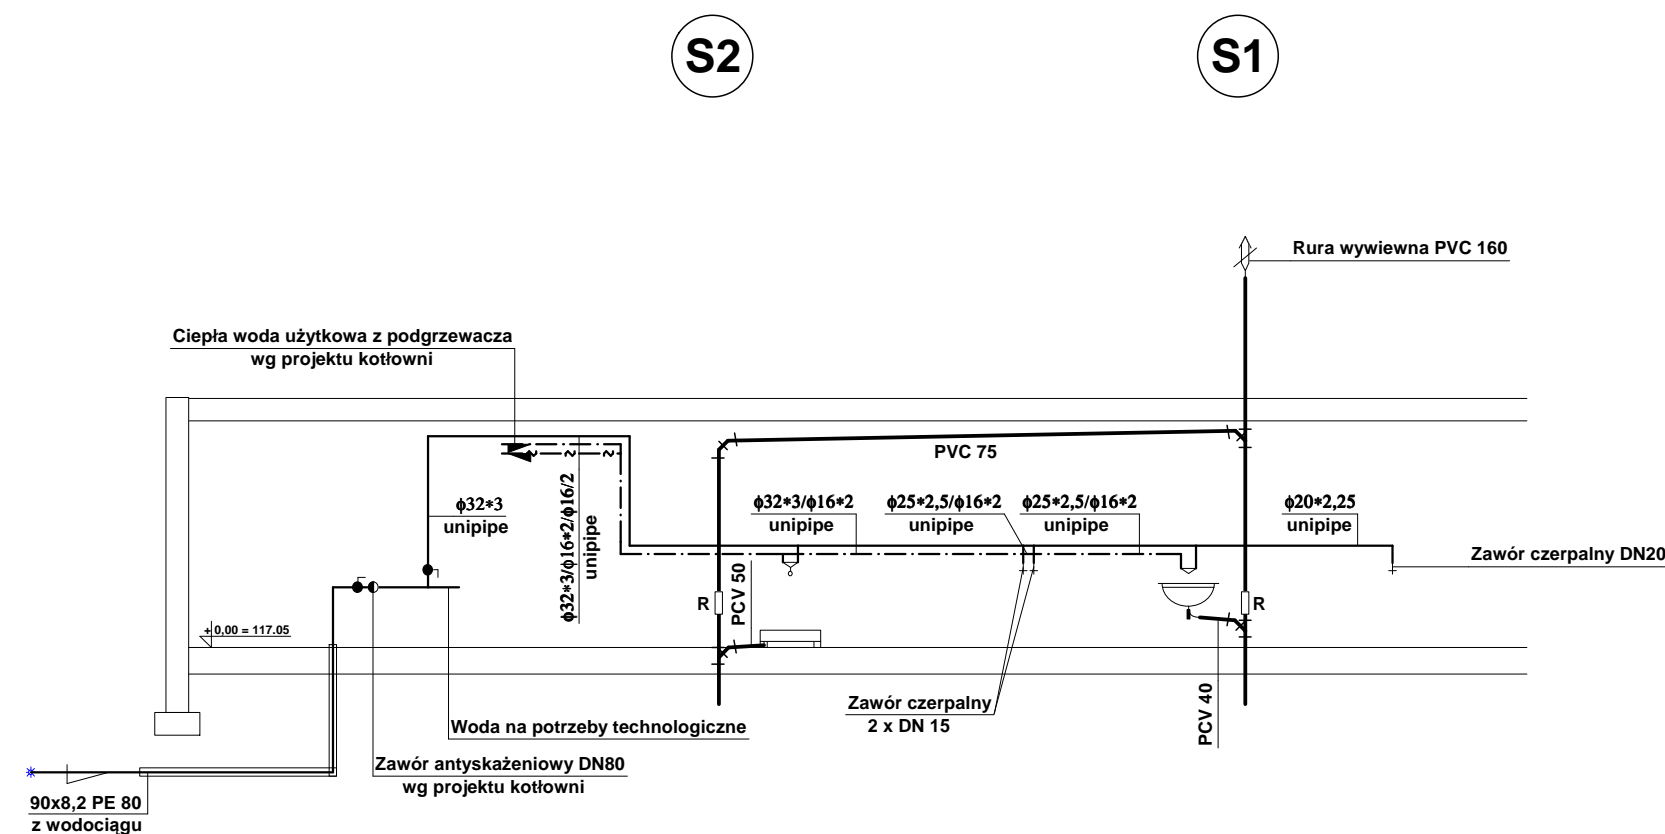 S2
S1
Rura wywiewna PVC 160
Ciepła woda użytkowa z podgrzewacza
wg projektu kotłowni
PVC 75
ϕ32*3
unipipe
ϕ32*3/ϕ16*2/ϕ16/2
unipipe
ϕ32*3/ϕ16*2
unipipe
ϕ25*2,5/ϕ16*2
unipipe
ϕ25*2,5/ϕ16*2
unipipe
ϕ20*2,25
unipipe
Zawór czerpalny DN20
R
PCV 50
R
+ 0,00 = 117.05
Zawór czerpalny
2 x DN 15
PCV 40
Woda na potrzeby technologiczne
Zawór antyskażeniowy DN80
wg projektu kotłowni
90x8,2 PE 80
z wodociągu